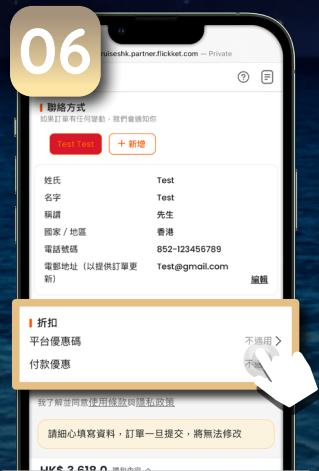 06
ruiseshk.partner.flickket.com — Private
聯絡方式
如果訂單有任何變動，我們會通知你
Test Test
+ 新增
姓氏 Test
名字 Test
稱謂 先生
國家 / 地區 香港
電話號碼 852-123456789
電郵地址（以提供訂單更新） Test@gmail.com
編輯
折扣
平台優惠碼 不適用
付款優惠 不適
我了解並同意使用條款與隱私政策
請細心填寫資料，訂單一旦提交，將無法修改
HK$ 3,618.0